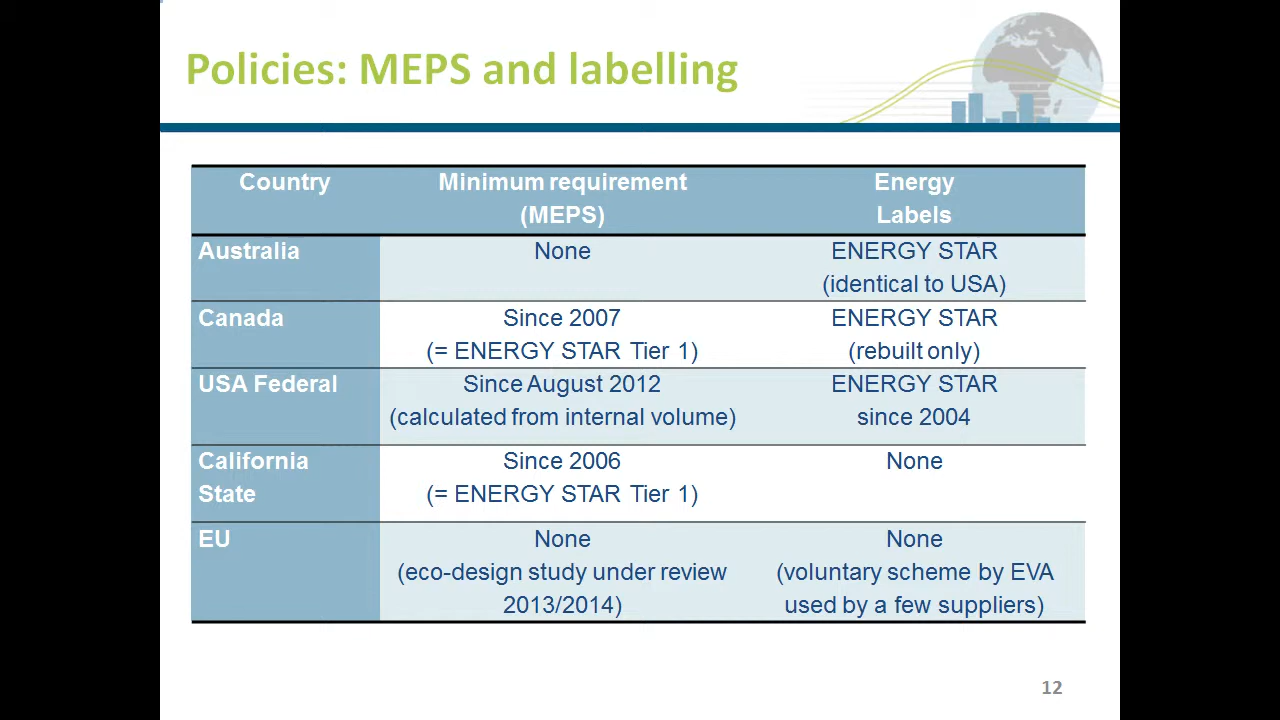 Policies: MEPS and labelling
Country Minimum requirement (MEPS) Energy Labels
Australia None ENERGY STAR
(identical to USA)
Canada Since 2007 ENERGY STAR
(= ENERGY STAR Tier 1) (rebuilt only)
USA Federal Since August 2012 ENERGY STAR
(calculated from internal volume) since 2004
California Since 2006 None
State (= ENERGY STAR Tier 1)
EU None None
(eco-design study under review (voluntary scheme by EVA
2013/2014) used by a few suppliers)
12